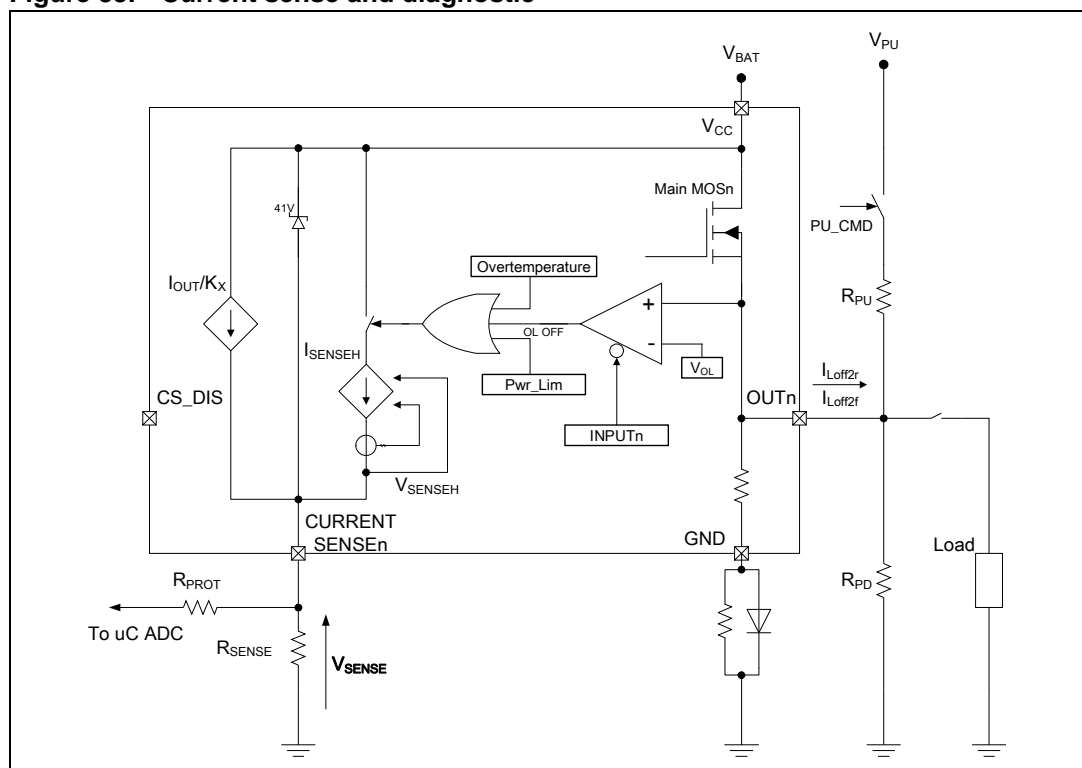 Figure 35. Current sense and diagnostic
VBAT
VPU
VCC
41V
Main MOSn
PU_CMD
Overtemperature
IOUT/KX
RPU
+
OL OFF
-
ISENSEH
VOL
ILoff2r
Pwr_Lim
OUTn
ILoff2f
CS_DIS
INPUTn
VSENSEH
CURRENT
SENSEn
GND
Load
RPROT
RPD
To uC ADC
RSENSE
VSENSE